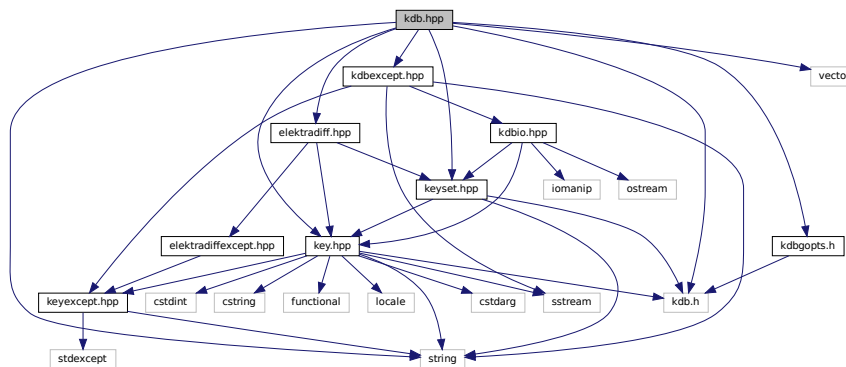 kdb.hpp
kdbexcept.hpp
vecto
elektradiff.hpp
kdbio.hpp
keyset.hpp
iomanip
ostream
elektradiffexcept.hpp
key.hpp
kdbgopts.h
keyexcept.hpp
cstdint
cstring
functional
locale
cstdarg
sstream
kdb.h
stdexcept
string